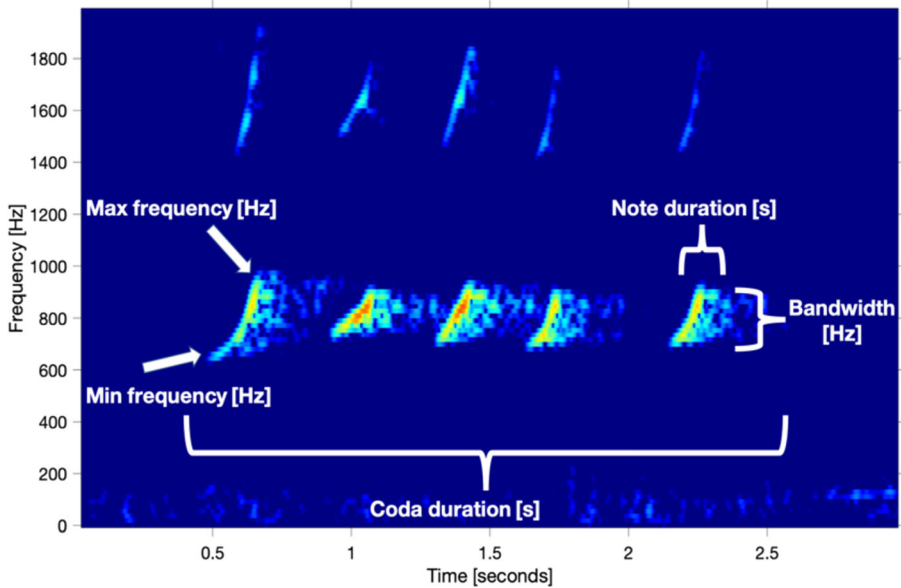 1800
1600
1400
1200
1000
800
600
400
200
0
Frequency [Hz]
Max frequency [Hz]
Note duration [s]
Bandwidth
[Hz]
Min frequency [Hz]
Coda duration [s]
0.5
1
1.5
2
2.5
Time [seconds]